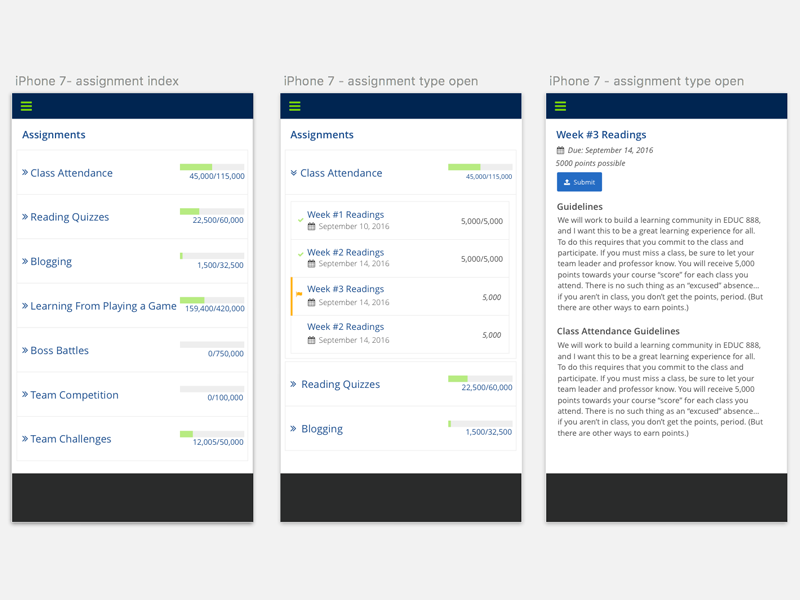 iPhone 7- assignment index
Assignments
Class Attendance
45,000/115,000
Reading Quizzes
22,500/60,000
Blogging
1,500/32,500
Learning From Playing a Game
159,400/420,000
Boss Battles
0/750,000
Team Competition
0/100,000
Team Challenges
12,005/50,000
iPhone 7 - assignment type open
Assignments
Class Attendance
45,000/115,000
Week #1 Readings
September 10, 2016
5,000/5,000
Week #2 Readings
September 14, 2016
5,000/5,000
Week #3 Readings
September 14, 2016
5,000
Week #2 Readings
September 14, 2016
5,000
Reading Quizzes
22,500/60,000
Blogging
1,500/32,500
iPhone 7 - assignment type open
Week #3 Readings
Due: September 14, 2016
5000 points possible
Submit
Guidelines
We will work to build a learning community in EDUC 888,
and I want this to be a great learning experience for all.
To do this requires that you commit to the class and
participate. If you must miss a class, be sure to let your
team leader and professor know. You will receive 5,000
points towards your course “score” for each class you
attend. There is no such thing as an “excused” absence...
if you aren’t in class, you don’t get the points, period. (But
there are other ways to earn points.)
Class Attendance Guidelines
We will work to build a learning community in EDUC 888,
and I want this to be a great learning experience for all.
To do this requires that you commit to the class and
participate. If you must miss a class, be sure to let your
team leader and professor know. You will receive 5,000
points towards your course “score” for each class you
attend. There is no such thing as an “excused” absence...
if you aren’t in class, you don’t get the points, period. (But
there are other ways to earn points.)